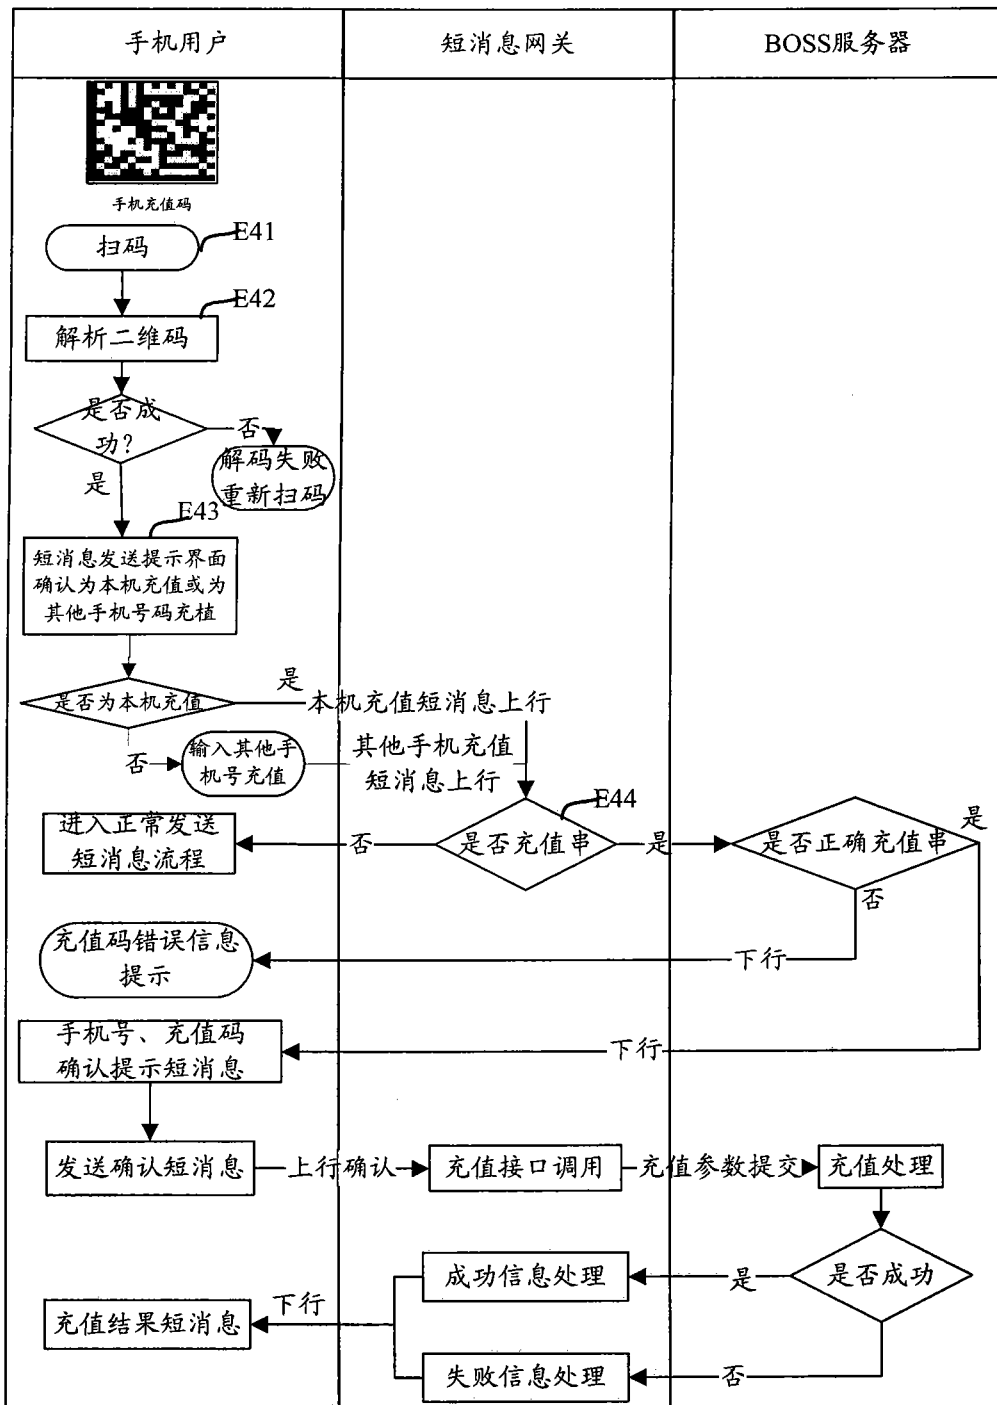 手机用户
短消息网关
BOSS服务器
手机充值码
扫码
E41
E42
解析二维码
是否成
功?
否
解码失败
重新扫码
是
E43
短消息发送提示界面
确认为本机充值或为
其他手机号码充植
是否为本机充值
是
本机充值短消息上行
否
输入其他手
机号充值
其他手机充值
短消息上行
E44
是否充值串
否
进入正常发送
短消息流程
是
是否正确充值串
是
否
下行
充值码错误信息
提示
下行
手机号、充值码
确认提示短消息
发送确认短消息
上行确认
充值接口调用
充值参数提交
充值处理
是否成功
是
成功信息处理
下行
充值结果短消息
否
失败信息处理